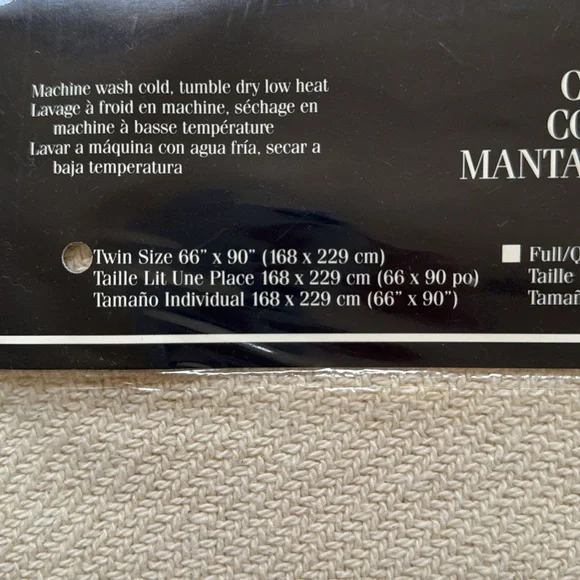 Machine wash cold, tumble dry low heat
Lavage à froid en machine, séchage en
machine à basse température
Lavar a máquina con agua fría, secar a
baja temperatura
MANTA
Twin Size 66” x 90” (168 x 229 cm)
Taille Lit Une Place 168 x 229 cm (66 x 90 po)
Tamaño Individual 168 x 229 cm (66” x 90”)
Full/Q
Taille